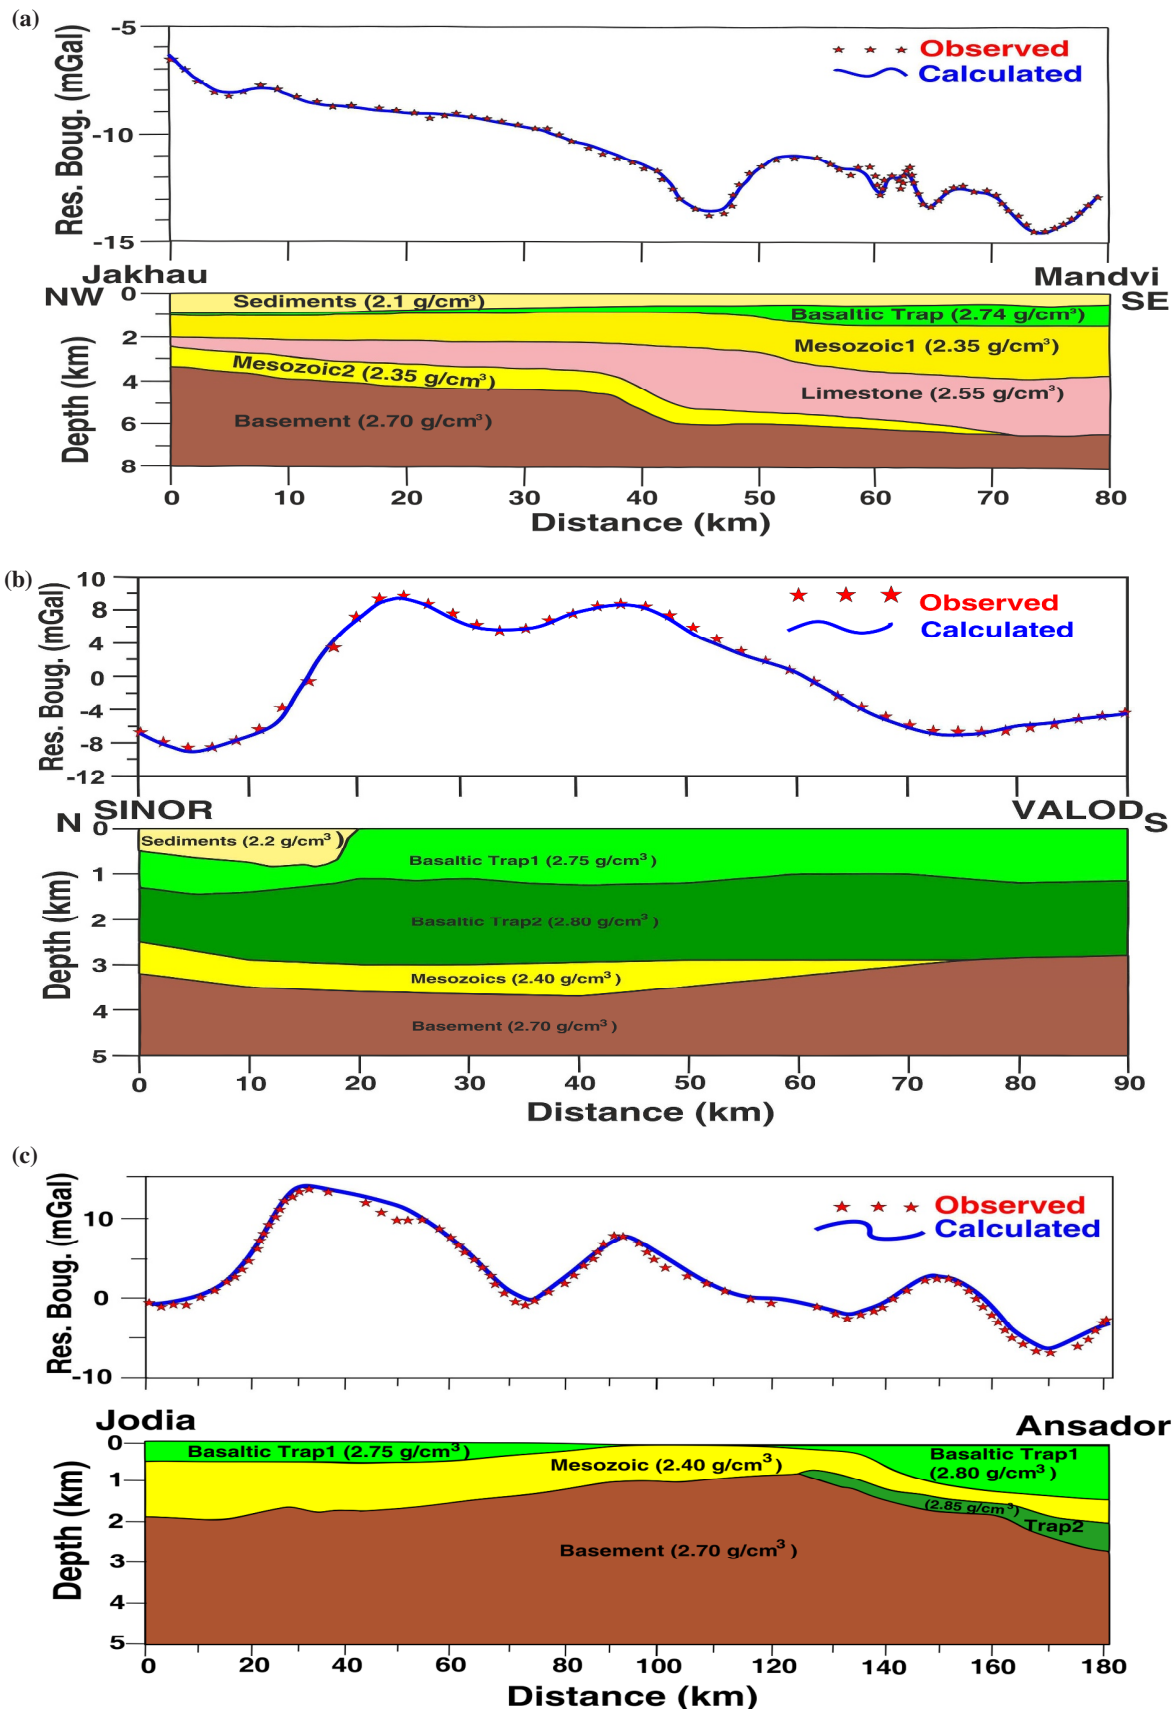 (a)
-5
-10
-15
Res. Boug. (mGal)
Observed
Calculated
Jakhau
Mandvi
NW
SE
0
2
4
6
8
Depth (km)
Sediments (2.1 g/cm³)
Basaltic Trap (2.74 g/cm³)
Mesozoic1 (2.35 g/cm³)
Mesozoic2 (2.35 g/cm³)
Limestone (2.55 g/cm³)
Basement (2.70 g/cm³)
0 10 20 30 40 50 60 70 80
Distance (km)
(b)
10
8
4
0
-4
-8
-12
Res. Boug. (mGal)
Observed
Calculated
SINOR
VALOD
N
S
0
1
2
3
4
5
Depth (km)
Sediments (2.2 g/cm³)
Basaltic Trap1 (2.75 g/cm³)
Basaltic Trap2 (2.80 g/cm³)
Mesozoics (2.40 g/cm³)
Basement (2.70 g/cm³)
0 10 20 30 40 50 60 70 80 90
Distance (km)
(c)
10
0
-10
Res. Boug. (mGal)
Observed
Calculated
Jodia
Ansador
0
1
2
3
4
5
Depth (km)
Basaltic Trap1 (2.75 g/cm³)
Mesozoic (2.40 g/cm³)
Basaltic Trap1
(2.80 g/cm³)
(2.85 g/cm³)
Trap2
Basement (2.70 g/cm³)
0 20 40 60 80 100 120 140 160 180
Distance (km)